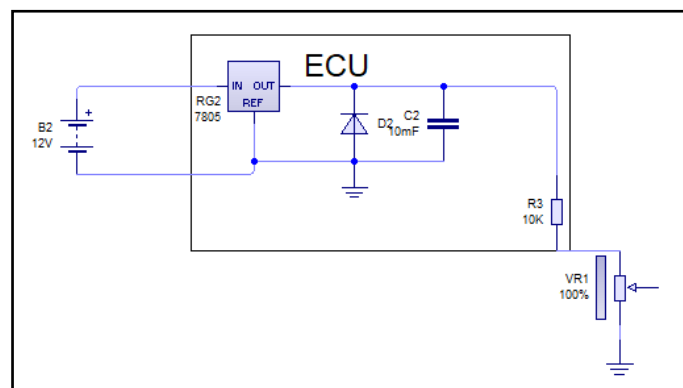 ECU
IN OUT
REF
RG2
7805
B2
12V
+
D2
C2
10mF
R3
10K
VR1
100%